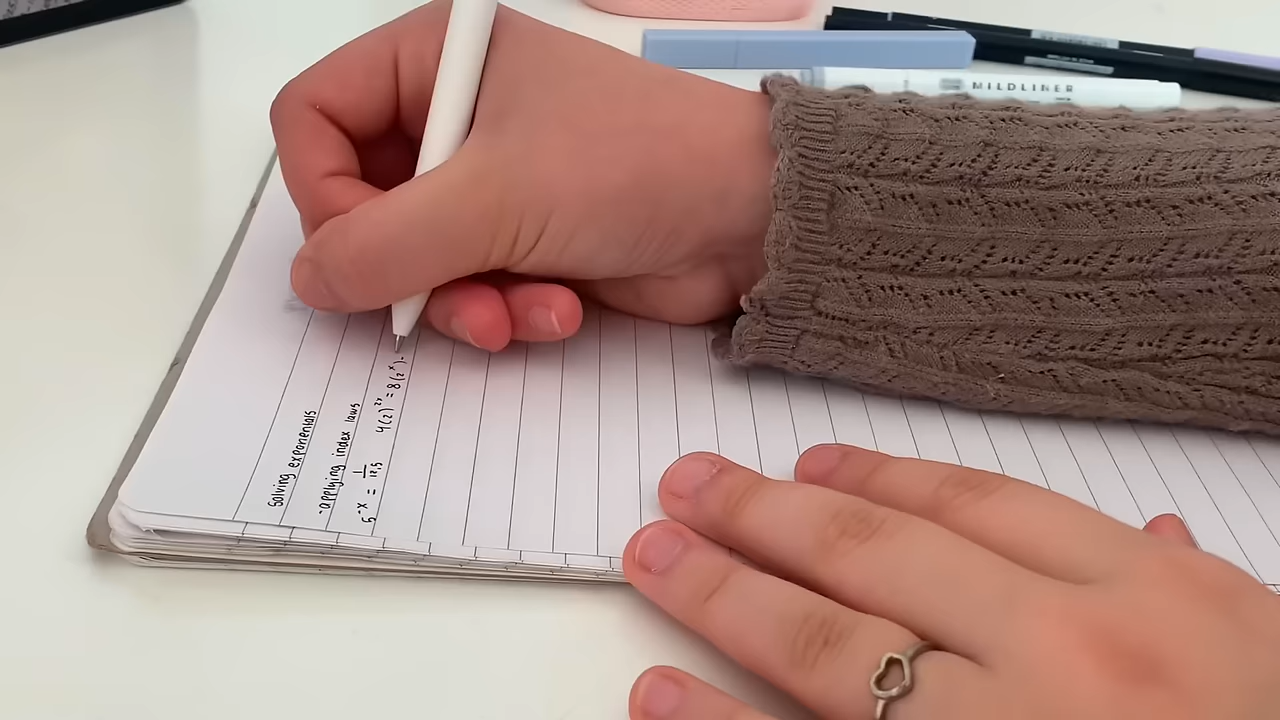 Solving exponentials
-applying index laws
5^-x = 1/125 4(2)^2x = 8(2^x)-
MILDLINER